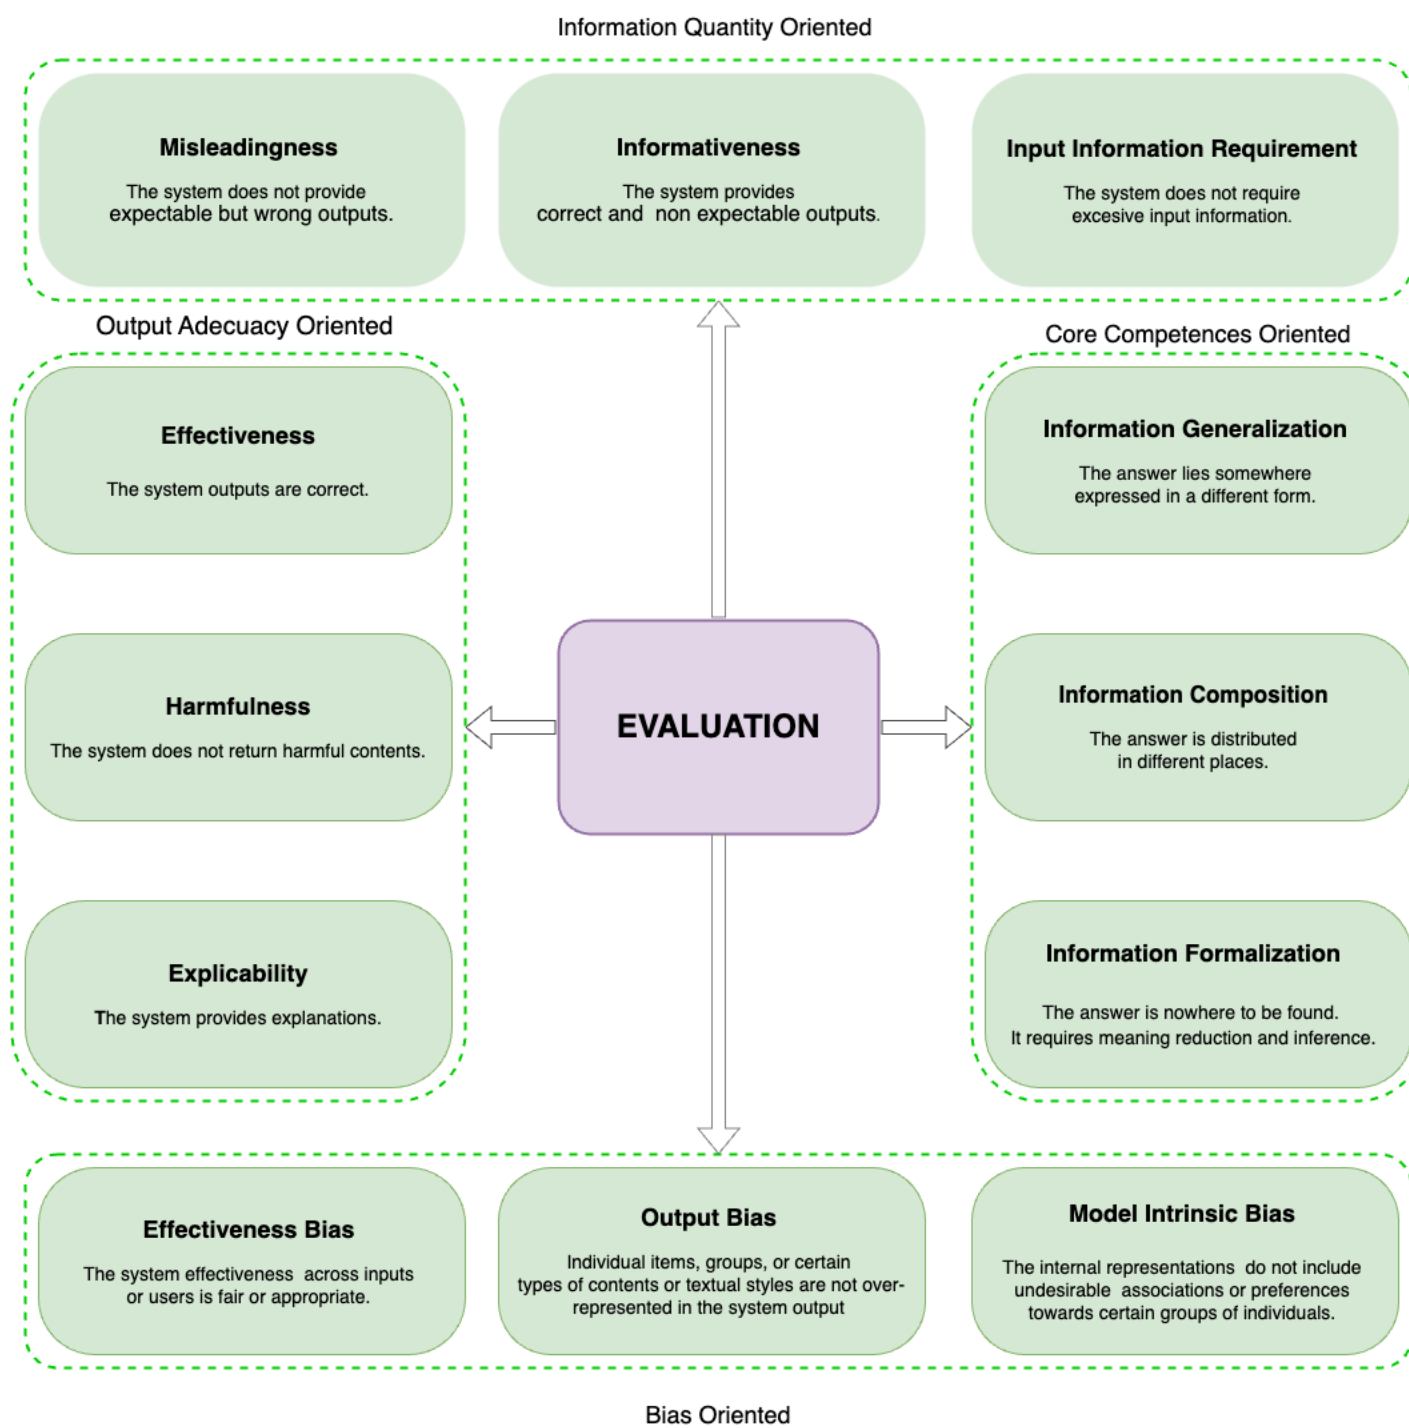 Information Quantity Oriented
Misleadingness
The system does not provide
expectable but wrong outputs.
Informativeness
The system provides
correct and non expectable outputs.
Input Information Requirement
The system does not require
excesive input information.
Output Adecuacy Oriented
Effectiveness
The system outputs are correct.
Harmfulness
The system does not return harmful contents.
Explicability
The system provides explanations.
EVALUATION
Core Competences Oriented
Information Generalization
The answer lies somewhere
expressed in a different form.
Information Composition
The answer is distributed
in different places.
Information Formalization
The answer is nowhere to be found.
It requires meaning reduction and inference.
Effectiveness Bias
The system effectiveness across inputs
or users is fair or appropriate.
Output Bias
Individual items, groups, or certain
types of contents or textual styles are not over-
represented in the system output
Model Intrinsic Bias
The internal representations do not include
undesirable associations or preferences
towards certain groups of individuals.
Bias Oriented